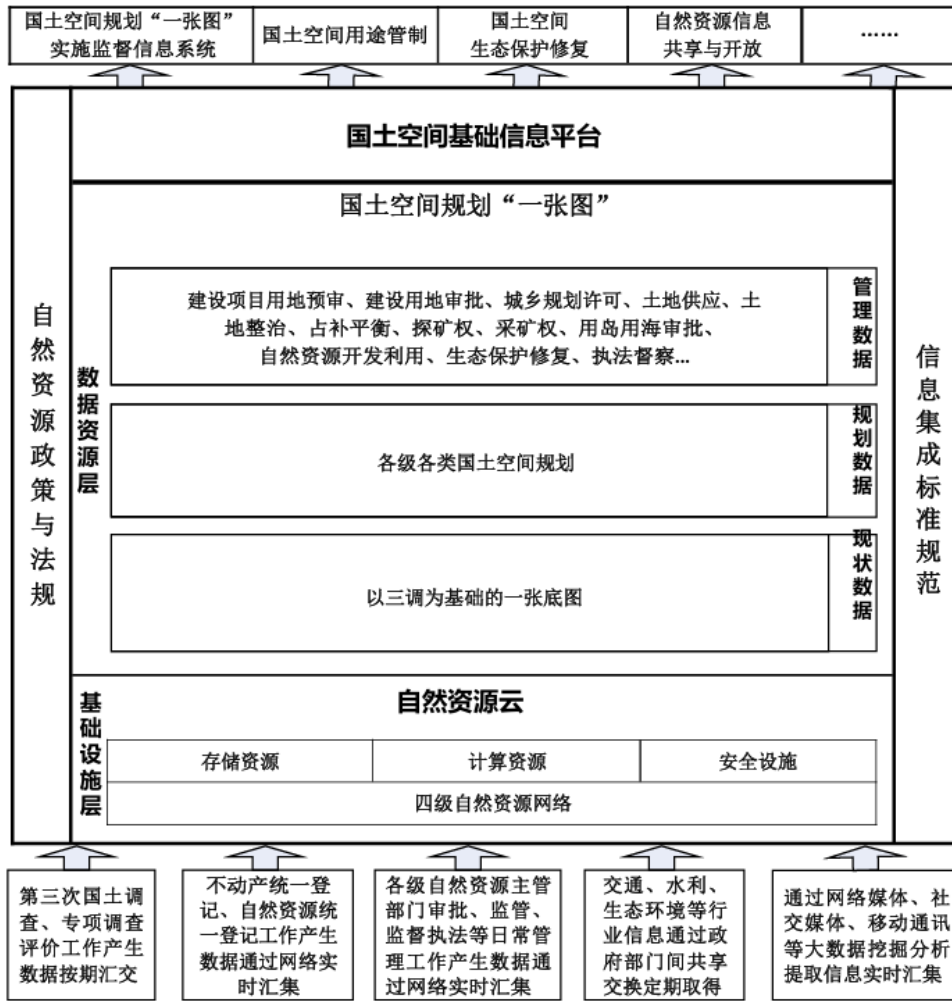 国土空间规划“一张图”
实施监督信息系统
国土空间用途管制
国土空间
生态保护修复
自然资源信息
共享与开放
……
国土空间基础信息平台
国土空间规划“一张图”
自然资源政策与法规
数据资源层
建设项目用地预审、建设用地审批、城乡规划许可、土地供应、土
地整治、占补平衡、探矿权、采矿权、用岛用海审批、
自然资源开发利用、生态保护修复、执法督察...
管理数据
各级各类国土空间规划
规划数据
以三调为基础的一张底图
现状数据
信息集成标准规范
基础设施层
自然资源云
存储资源
计算资源
安全设施
四级自然资源网络
第三次国土调
查、专项调查
评价工作产生
数据按期汇交
不动产统一登
记、自然资源统
一登记工作产生
数据通过网络实
时汇集
各级自然资源主管
部门审批、监管、
监督执法等日常管
理工作产生数据通
过网络实时汇集
交通、水利、
生态环境等行
业信息通过政
府部门间共享
交换定期取得
通过网络媒体、社
交媒体、移动通讯
等大数据挖掘分析
提取信息实时汇集